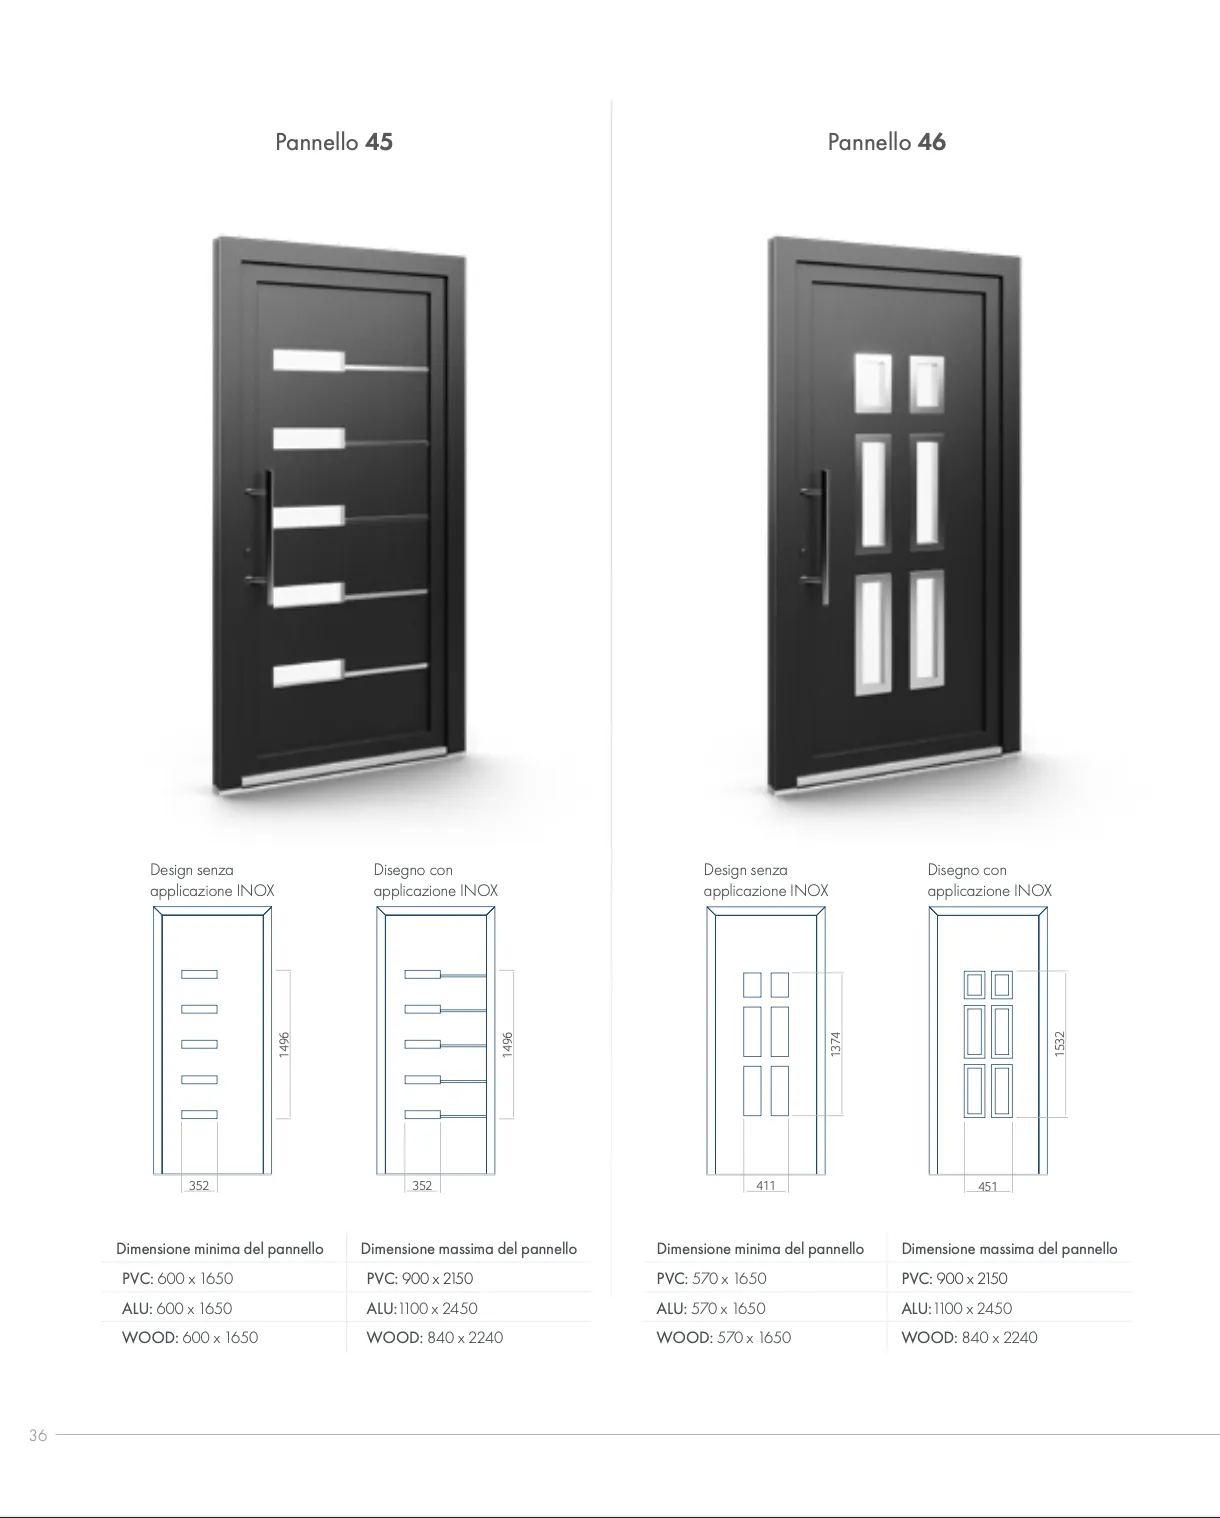 Pannello 45
Design senza
applicazione INOX
Disegno con
applicazione INOX
1496
1496
352
352
Dimensione minima del pannello
Dimensione massima del pannello
PVC: 600 x 1650
PVC: 900 x 2150
ALU: 600 x 1650
ALU:1100 x 2450
WOOD: 600 x 1650
WOOD: 840 x 2240
Pannello 46
Design senza
applicazione INOX
Disegno con
applicazione INOX
1374
1532
411
451
Dimensione minima del pannello
Dimensione massima del pannello
PVC: 570 x 1650
PVC: 900 x 2150
ALU: 570 x 1650
ALU:1100 x 2450
WOOD: 570 x 1650
WOOD: 840 x 2240
36